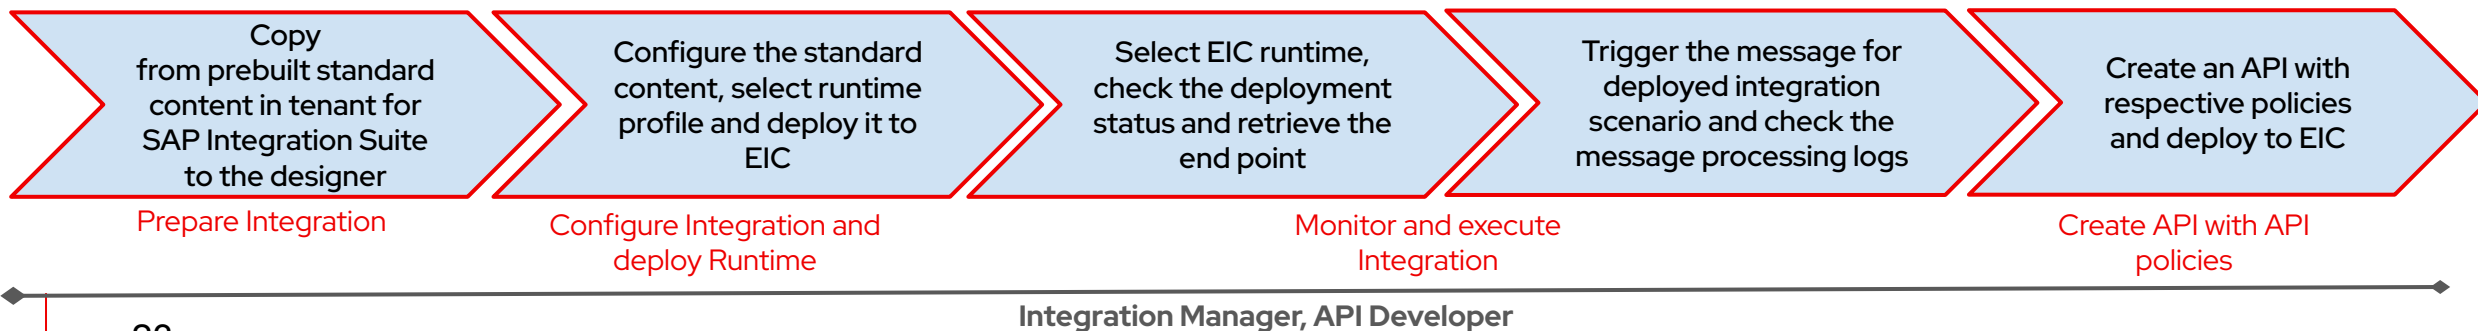 Copy
from prebuilt standard
content in tenant for
SAP Integration Suite
to the designer
Configure the standard
content, select runtime
profile and deploy it to
EIC
Select EIC runtime,
check the deployment
status and retrieve the
end point
Trigger the message for
deployed integration
scenario and check the
message processing logs
Create an API with
respective policies
and deploy to EIC
Prepare Integration
Configure Integration and
deploy Runtime
Monitor and execute
Integration
Create API with API
policies
Integration Manager, API Developer